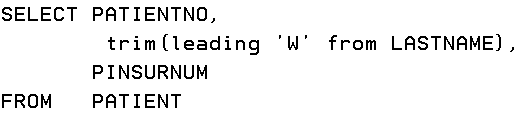 SELECT PATIENTNO,
trim(leading 'W' from LASTNAME),
PINSURNUM
FROM PATIENT